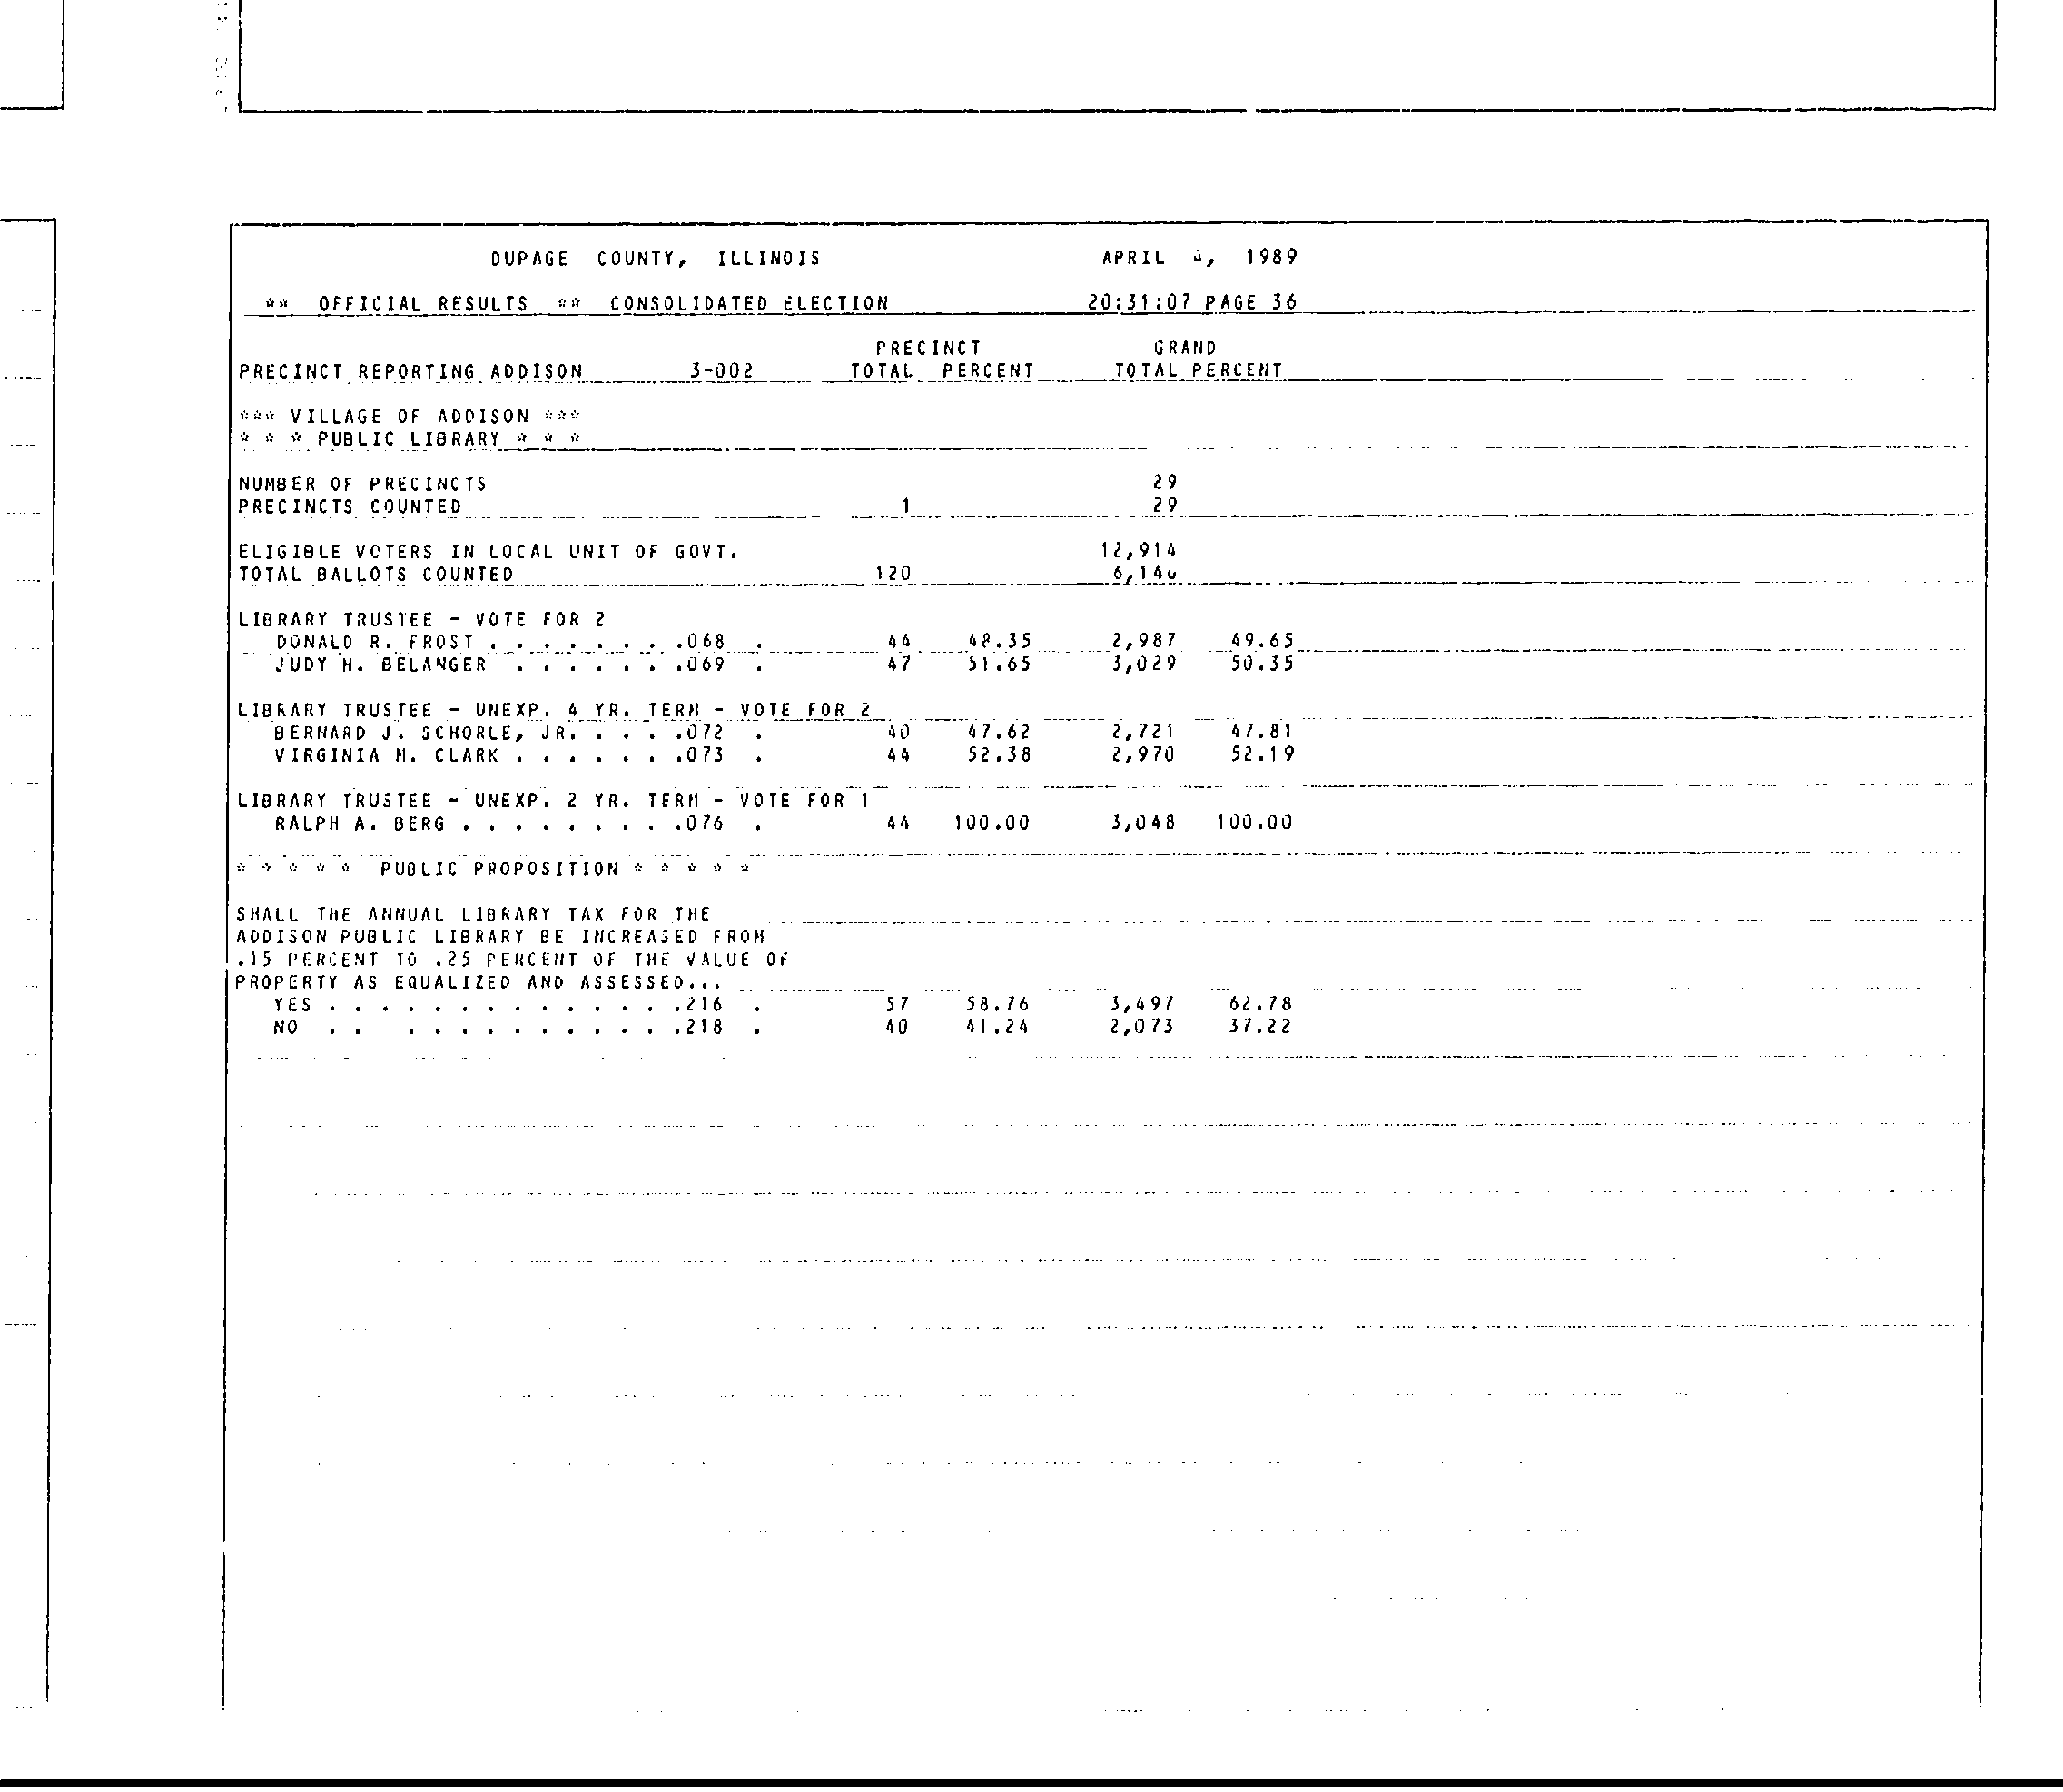 DUPAGE COUNTY, ILLINOIS APRIL 4, 1989
** OFFICIAL RESULTS ** CONSOLIDATED ELECTION 20:31:07 PAGE 36
PRECINCT GRAND
PRECINCT REPORTING ADDISON 3-002 TOTAL PERCENT TOTAL PERCENT
*** VILLAGE OF ADDISON ***
* * * PUBLIC LIBRARY * * *
NUMBER OF PRECINCTS 29
PRECINCTS COUNTED 1 29
ELIGIBLE VOTERS IN LOCAL UNIT OF GOVT. 12,914
TOTAL BALLOTS COUNTED 120
LIBRARY TRUSTEE - VOTE FOR 2
DONALD R. FROST . . . . . . . .068 . 44 48.35 2,987 49.65
JUDY H. BELANGER . . . . . . .069 . 47 51.65 3,029 50.35
LIBRARY TRUSTEE - UNEXP. 4 YR. TERM - VOTE FOR 2
BERNARD J. SCHORLE, JR. . . . .072 . 40 47.62 2,721 47.81
VIRGINIA M. CLARK . . . . . . .073 . 44 52.38 2,970 52.19
LIBRARY TRUSTEE - UNEXP. 2 YR. TERM - VOTE FOR 1
RALPH A. BERG . . . . . . . . .076 . 44 100.00 3,048 100.00
* * * * * PUBLIC PROPOSITION * * * * *
SHALL THE ANNUAL LIBRARY TAX FOR THE
ADDISON PUBLIC LIBRARY BE INCREASED FROM
.15 PERCENT TO .25 PERCENT OF THE VALUE OF
PROPERTY AS EQUALIZED AND ASSESSED...
YES . . . . . . . . . . . . . .216 . 57 58.76 3,497 62.78
NO . . . . . . . . . . . . .218 . 40 41.24 2,073 37.22